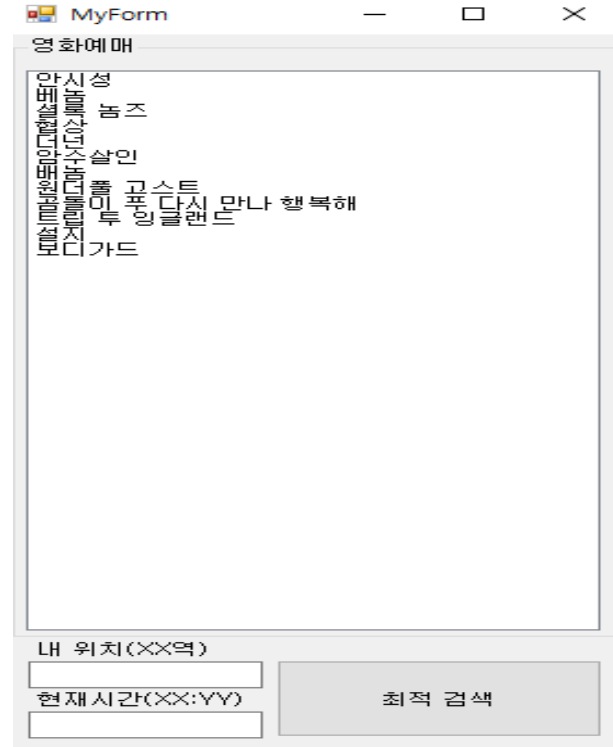 MyForm
영화예매
안시성
베놈
셜록 놈즈
협상
더넌
암수살인
배놈
원더풀 고스트
곰돌이 푸 다시 만나 행복해
트립 투 잉글랜드
설지
보디가드
내 위치(XX역)
현재시간(XX:YY)
최적 검색